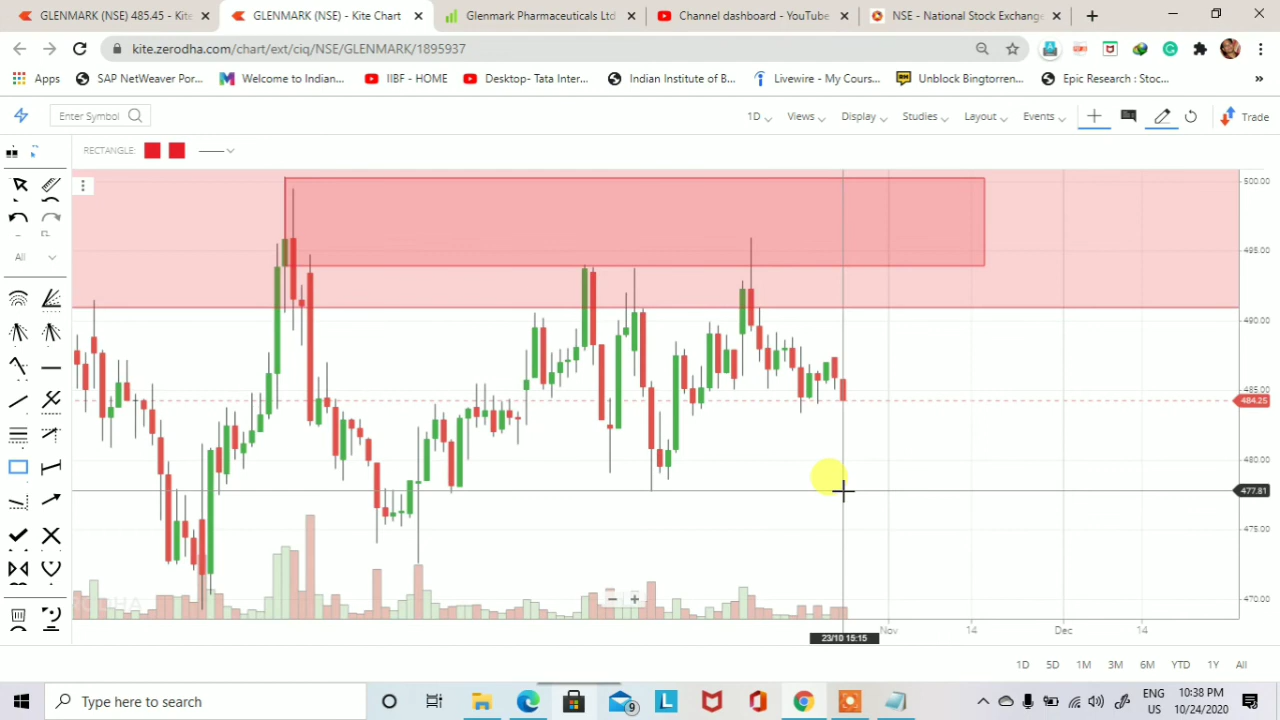 GLENMARK (NSE) 485.45 - Kite
GLENMARK (NSE) - Kite Chart
Glenmark Pharmaceuticals Ltd
Channel dashboard - YouTube
NSE - National Stock Exchange
kite.zerodha.com/chart/ext/ciq/NSE/GLENMARK/1895937
Apps
SAP NetWeaver Por...
Welcome to Indian...
IIBF - HOME
Desktop- Tata Inter...
Indian Institute of B...
Livewire - My Cours...
Unblock Bingtorren...
Epic Research : Stoc...
»
Enter Symbol
1D
Views
Display
Studies
Layout
Events
Trade
RECTANGLE:
All
500.00
495.00
490.00
485.00
484.25
480.00
477.81
475.00
470.00
23/10 15:15
Nov
14
Dec
14
1D 5D 1M 3M 6M YTD 1Y All
Type here to search
9
ENG
US
10:38 PM
10/24/2020